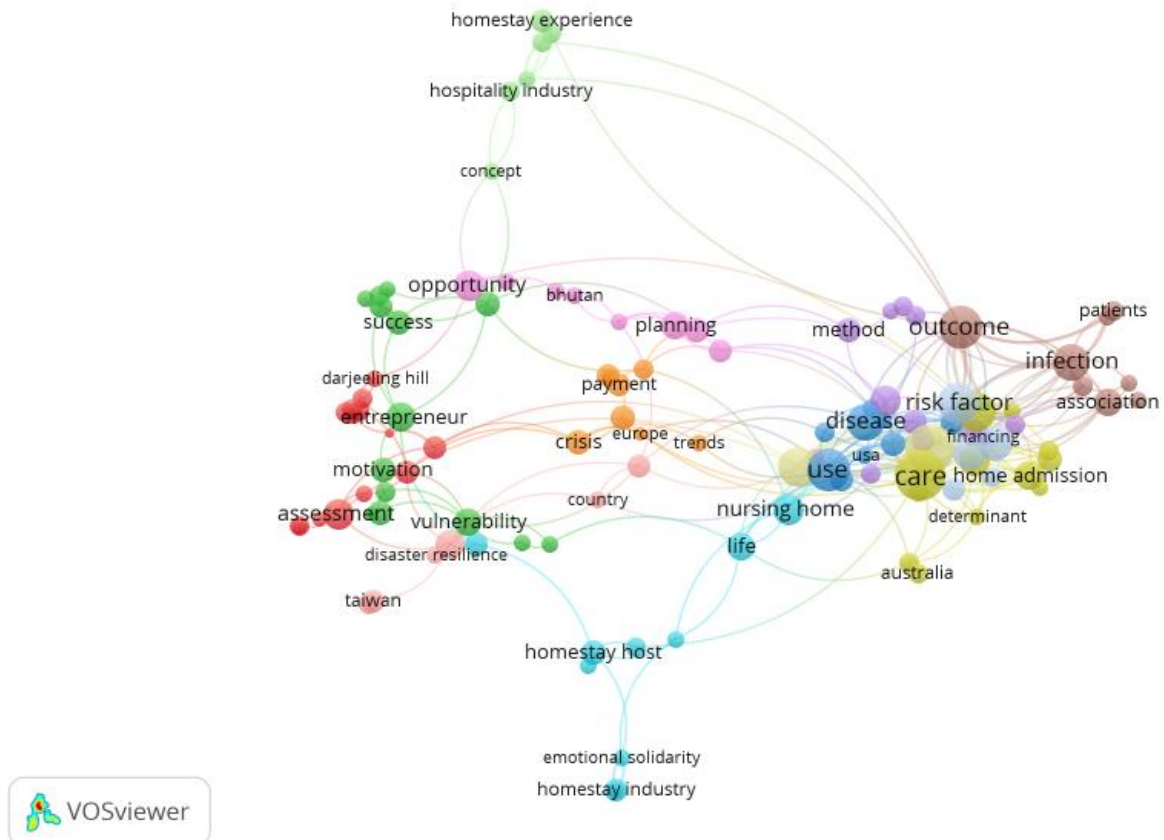 homestay experience
hospitality industry
concept
opportunity
bhutan
success
planning
method
outcome
patients
infection
darjeeling hill
payment
risk factor
association
entrepreneur
disease
crisis
europe
trends
usa
financing
motivation
use
care
home admission
country
nursing home
assessment
vulnerability
determinant
disaster resilience
life
australia
taiwan
homestay host
emotional solidarity
homestay industry
VOSviewer